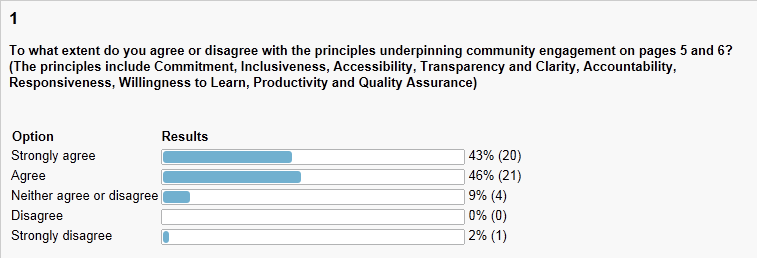 1
To what extent do you agree or disagree with the principles underpinning community engagement on pages 5 and 6?
(The principles include Commitment, Inclusiveness, Accessibility, Transparency and Clarity, Accountability,
Responsiveness, Willingness to Learn, Productivity and Quality Assurance)
Option Results
Strongly agree 43% (20)
Agree 46% (21)
Neither agree or disagree 9% (4)
Disagree 0% (0)
Strongly disagree 2% (1)